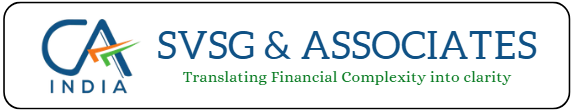 CA
INDIA
SVSG & ASSOCIATES
Translating Financial Complexity into clarity